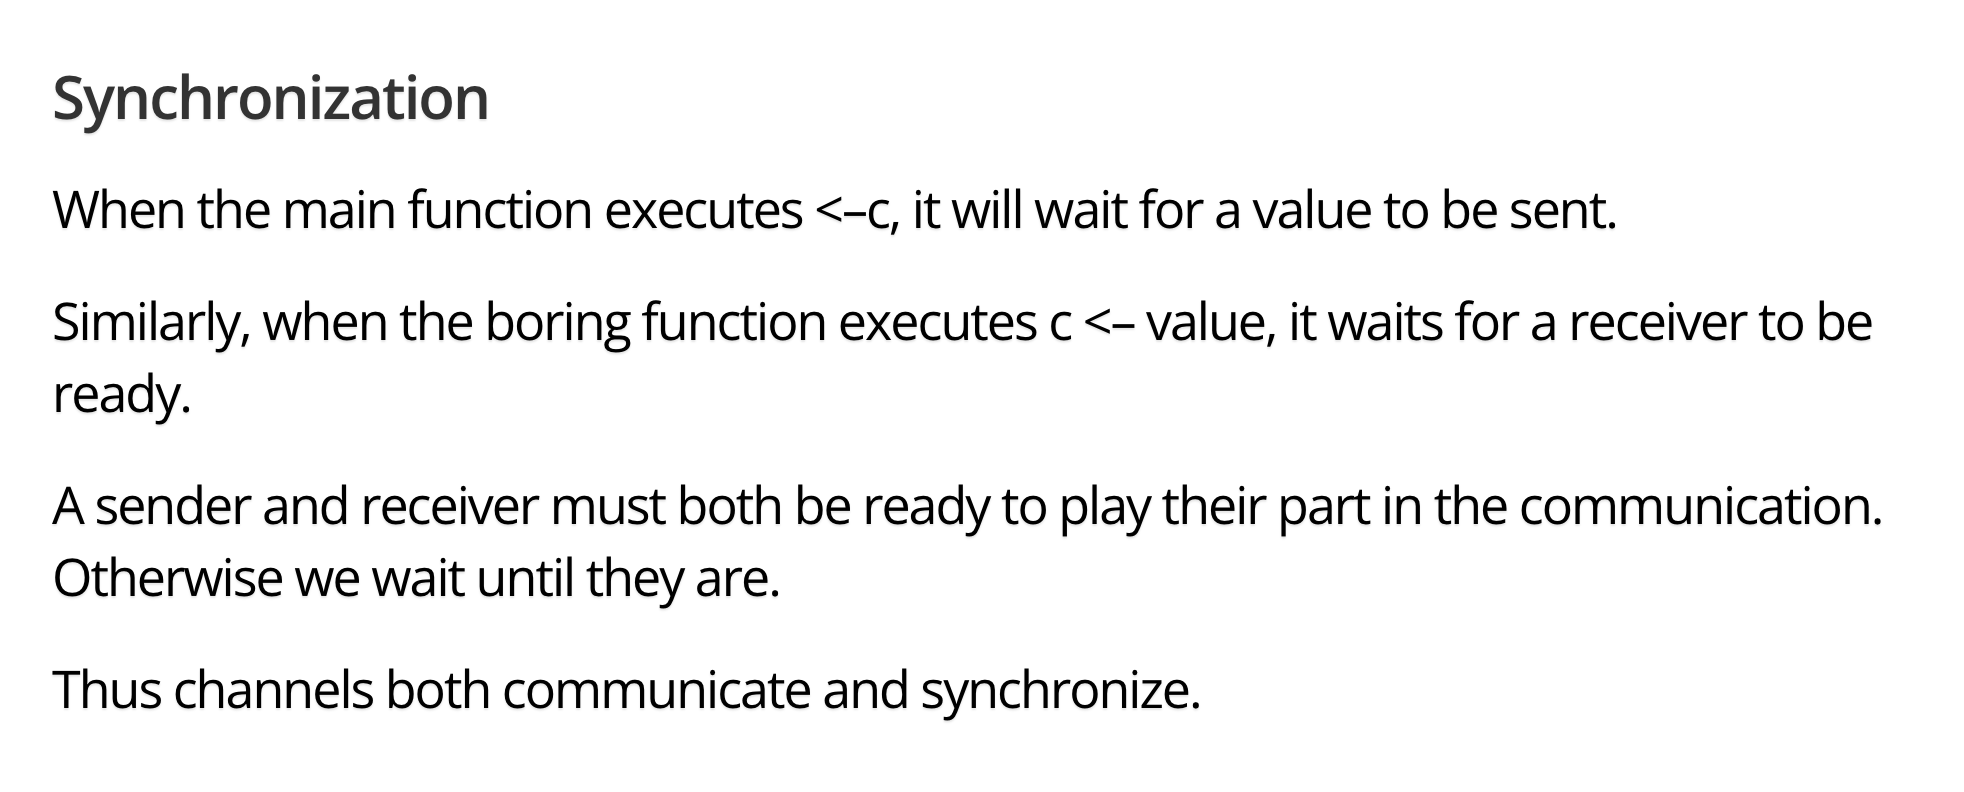 Synchronization
When the main function executes <–c, it will wait for a value to be sent.
Similarly, when the boring function executes c <– value, it waits for a receiver to be
ready.
A sender and receiver must both be ready to play their part in the communication.
Otherwise we wait until they are.
Thus channels both communicate and synchronize.